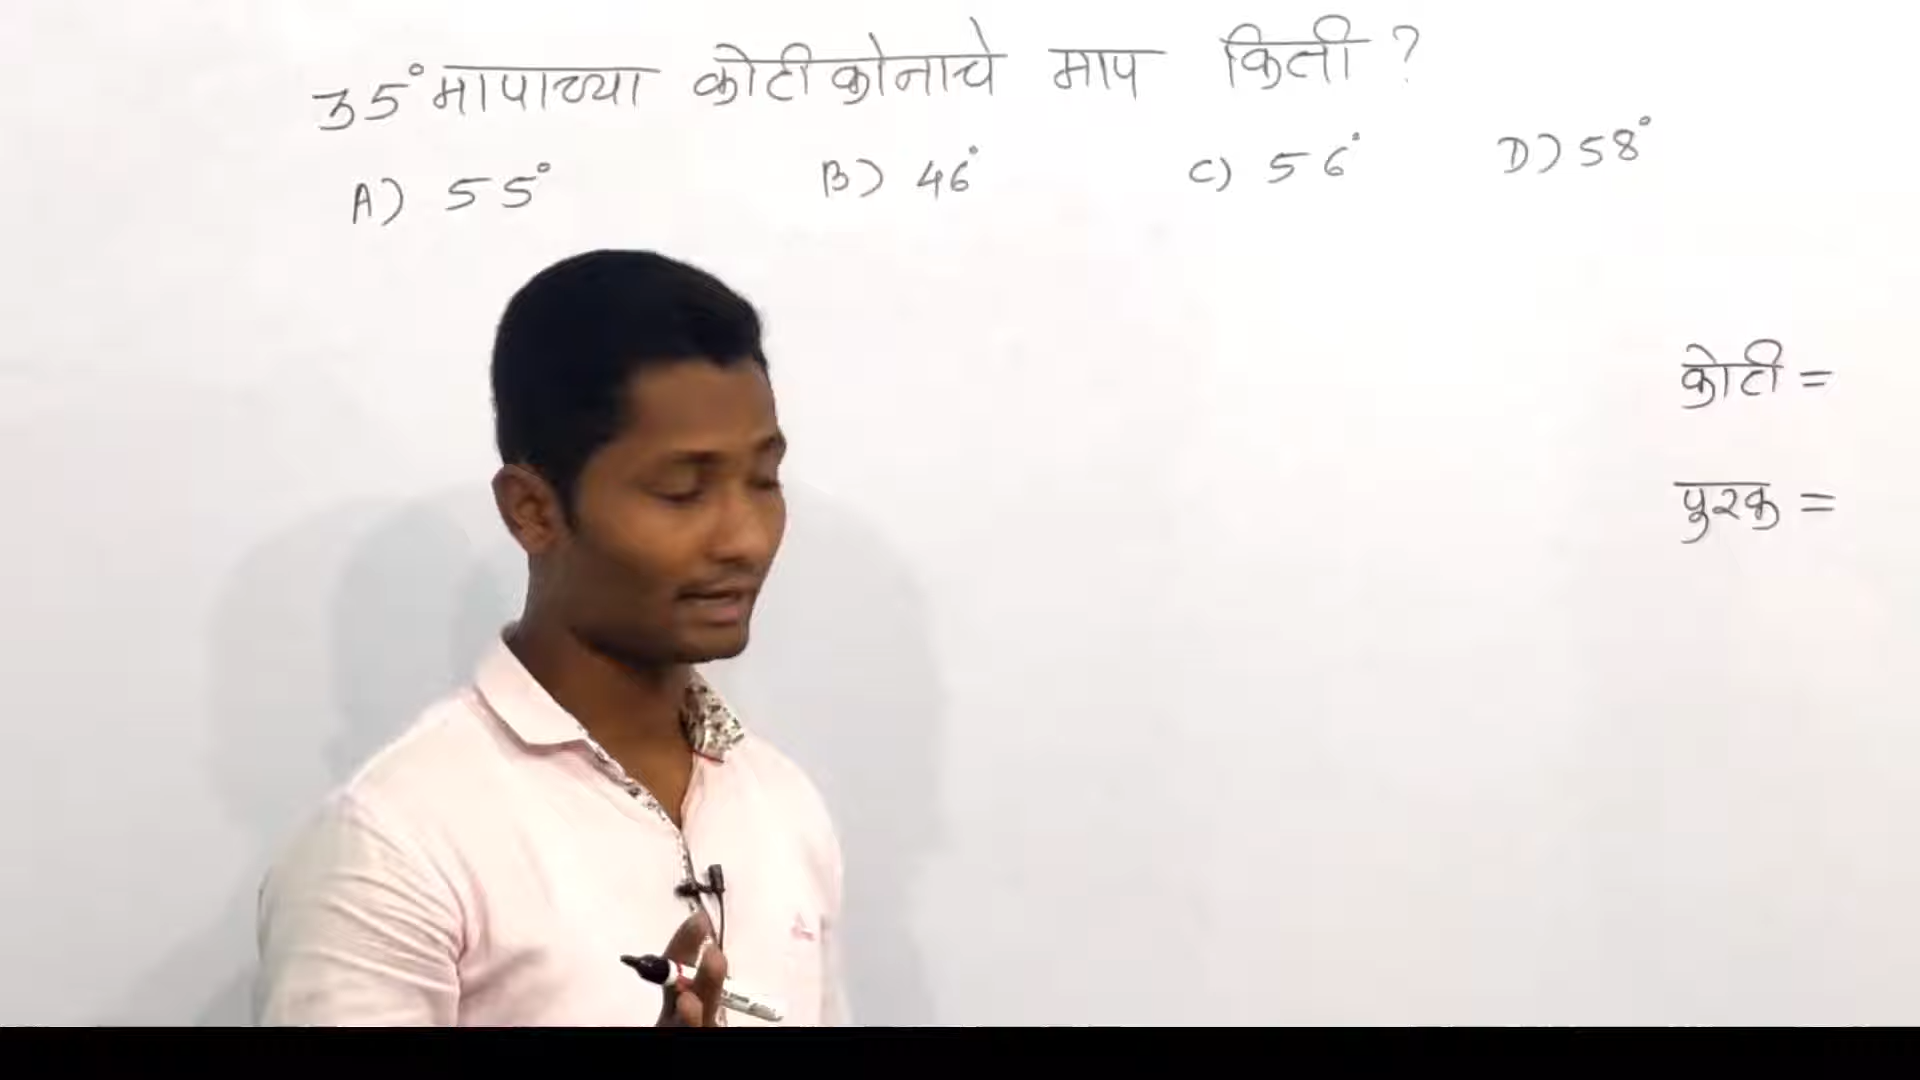 35° मापाच्या कोटीकोनाचे माप किती ?
A) 55° B) 46° C) 56° D) 58°
कोटी =
पुरक =